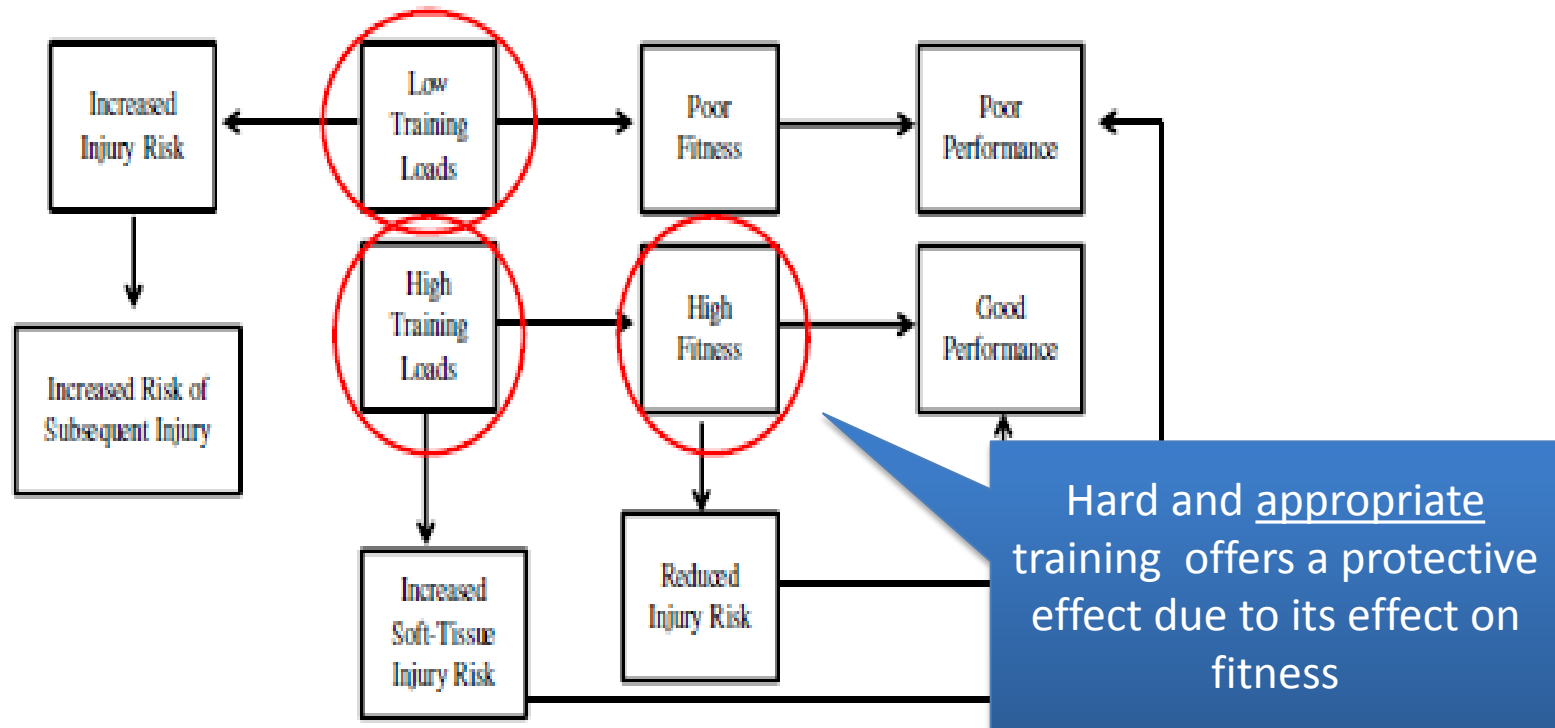 Increased
Injury Risk
Low
Training
Loads
Poor
Fitness
Poor
Performance
High
Training
Loads
High
Fitness
Good
Performance
Increased Risk of
Subsequent Injury
Increased
Soft-Tissue
Injury Risk
Reduced
Injury Risk
Hard and appropriate
training offers a protective
effect due to its effect on
fitness